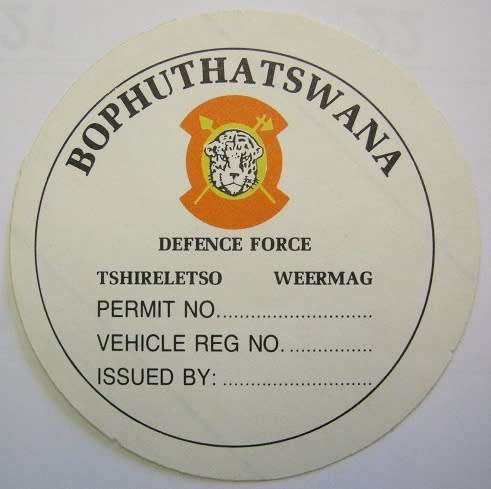 BOPHUTHATSWANA
DEFENCE FORCE
TSHIRELETSO WEERMAG
PERMIT NO............................
VEHICLE REG NO. ...............
ISSUED BY: ...........................